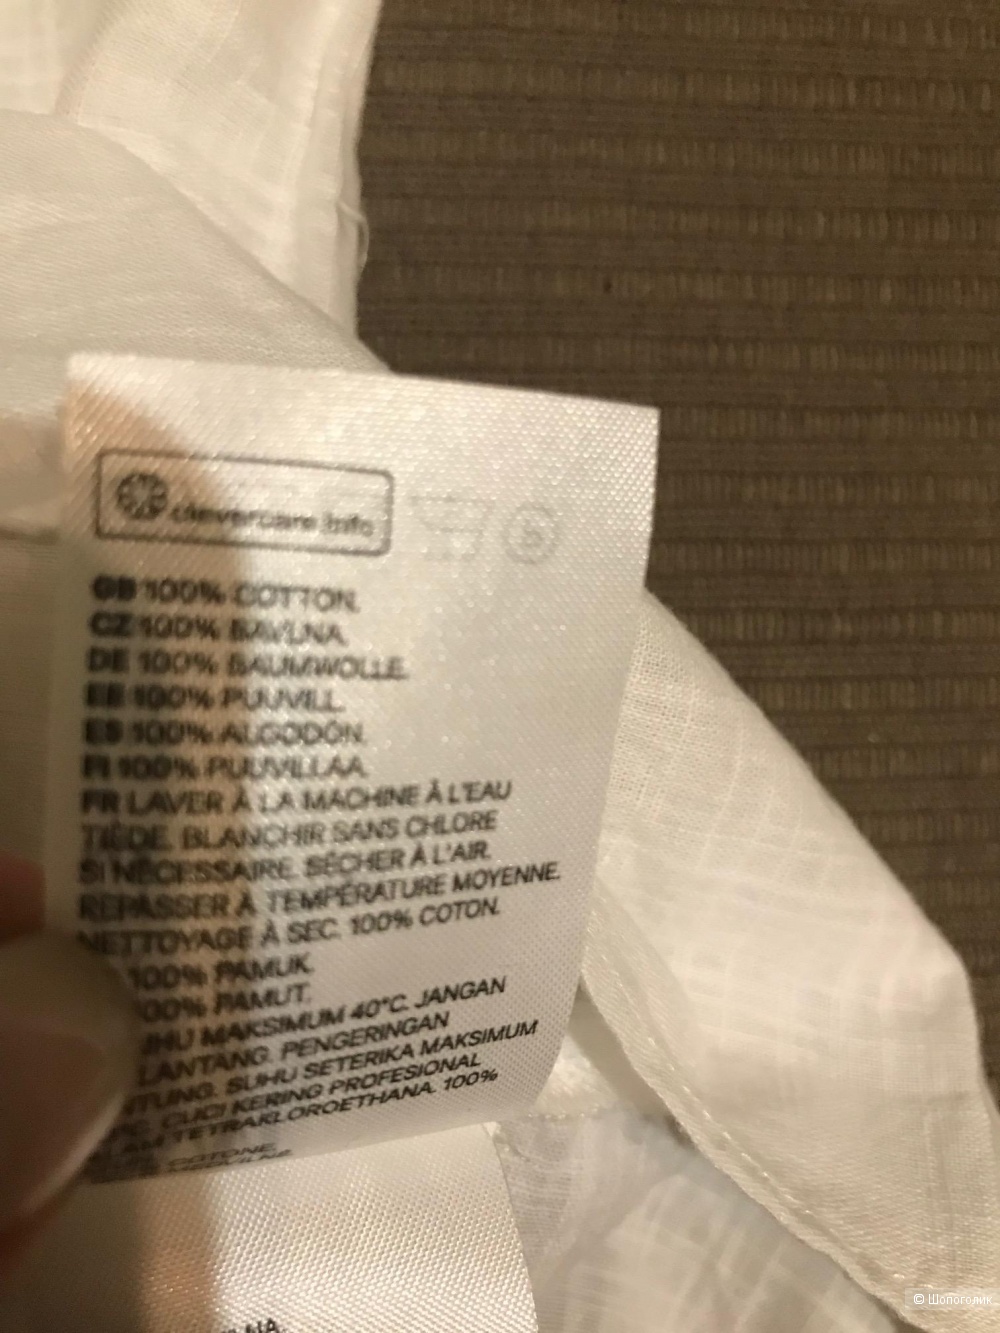 clevercare.info
GB 100% COTTON.
CZ 100% BAVLNA.
DE 100% BAUMWOLLE.
EE 100% PUUVILL.
ES 100% ALGODÓN.
FI 100% PUUVILLAA.
FR LAVER À LA MACHINE À L'EAU
TIÈDE. BLANCHIR SANS CHLORE
SI NÉCESSAIRE. SÉCHER À L'AIR.
REPASSER À TEMPÉRATURE MOYENNE.
NETTOYAGE À SEC. 100% COTON.
100% PAMUK.
100% PAMUT.
MAKSIMUM 40°C. JANGAN
PENGERINGAN
SUHU SETERIKA MAKSIMUM
CUCI KERING PROFESIONAL
TETRAKLOROETHANA. 100%
COTONE.
© Шопоголик